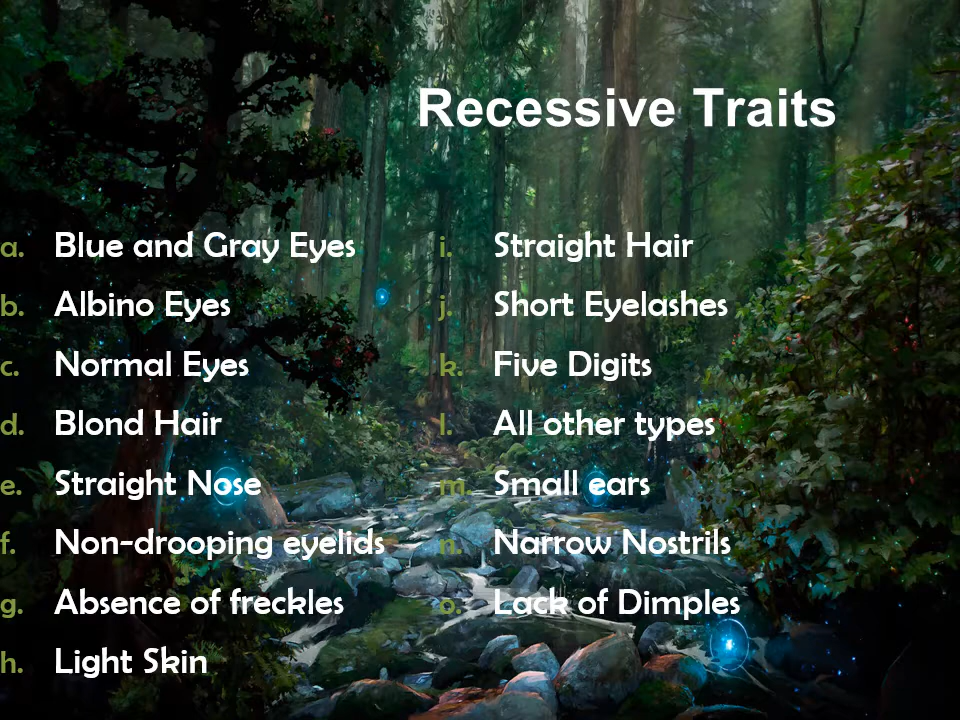 Recessive Traits
a. Blue and Gray Eyes
b. Albino Eyes
c. Normal Eyes
d. Blond Hair
e. Straight Nose
f. Non-drooping eyelids
g. Absence of freckles
h. Light Skin
i. Straight Hair
j. Short Eyelashes
k. Five Digits
l. All other types
m. Small ears
n. Narrow Nostrils
o. Lack of Dimples